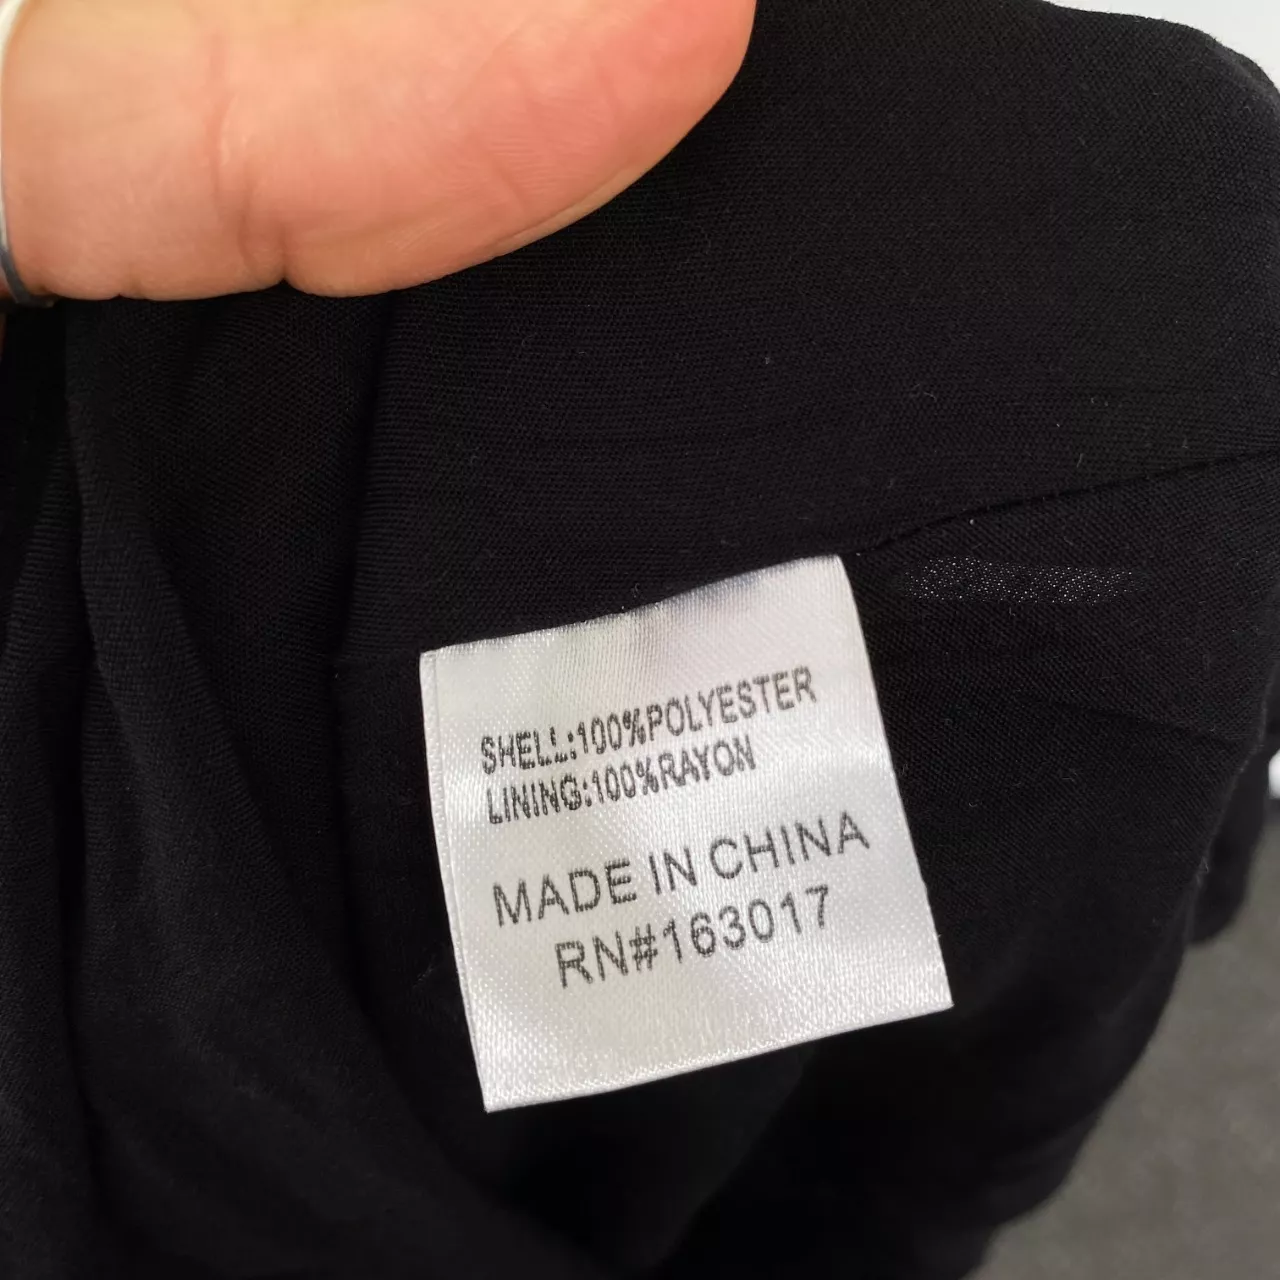 SHELL:100%POLYESTER
LINING:100%RAYON
MADE IN CHINA
RN#163017